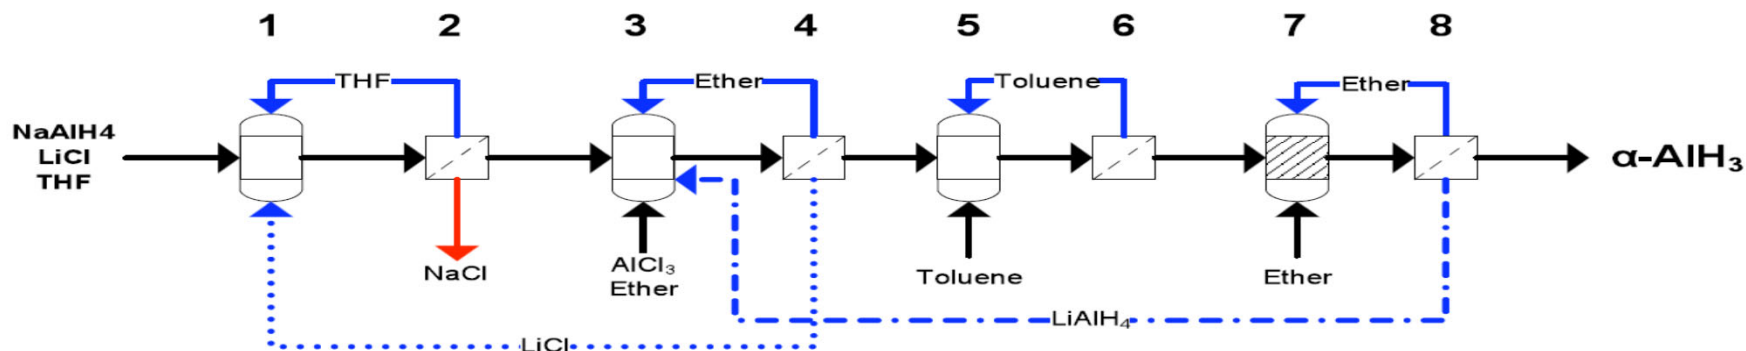 1 2 3 4 5 6 7 8
THF Ether Toluene Ether
NaAlH4
LiCl
THF
α-AlH₃
NaCl
AlCl₃
Ether
Toluene
Ether
LiAlH₄
LiCl